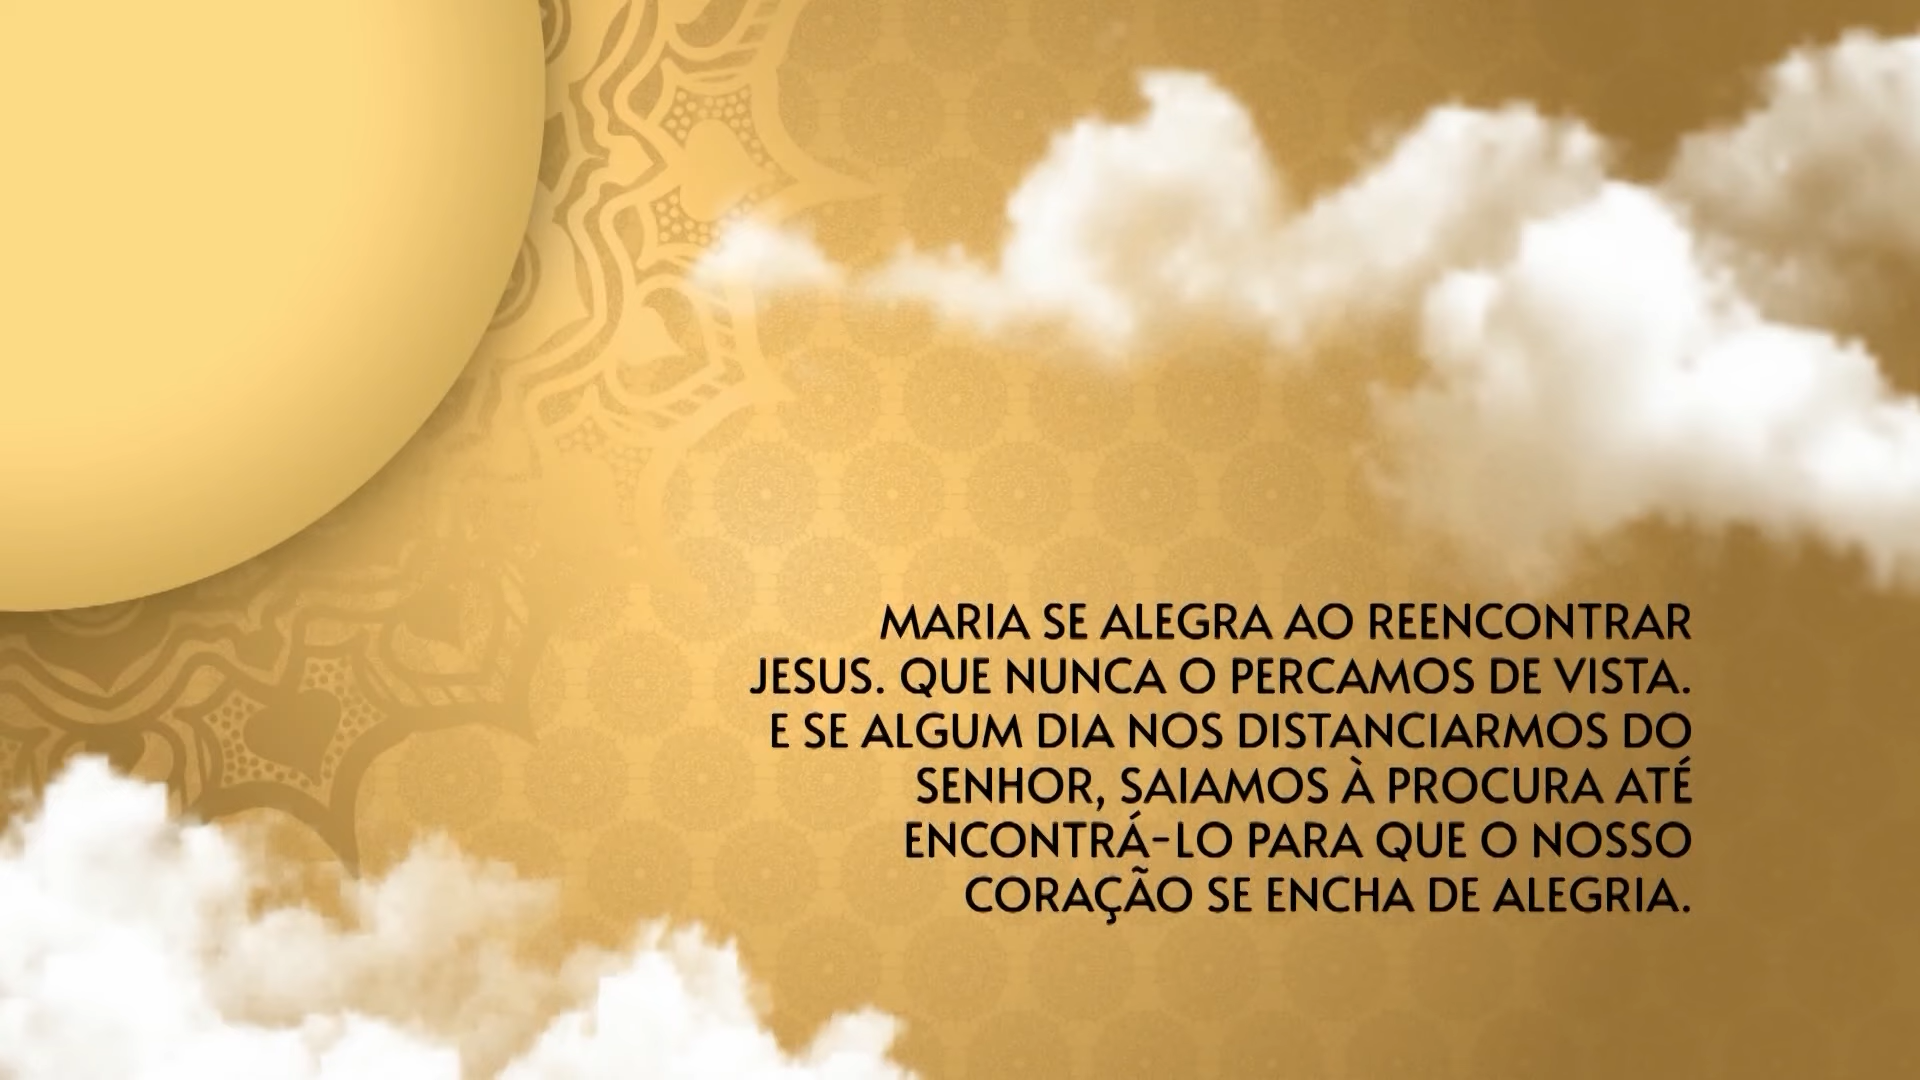 MARIA SE ALEGRA AO REENCONTRAR
JESUS. QUE NUNCA O PERCAMOS DE VISTA.
E SE ALGUM DIA NOS DISTANCIARMOS DO
SENHOR, SAIAMOS À PROCURA ATÉ
ENCONTRÁ-LO PARA QUE O NOSSO
CORAÇÃO SE ENCHA DE ALEGRIA.